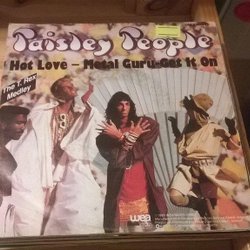 Paisley People
Hot Love - Metal Guru-Get It On
The T. Rex
Medley
wea